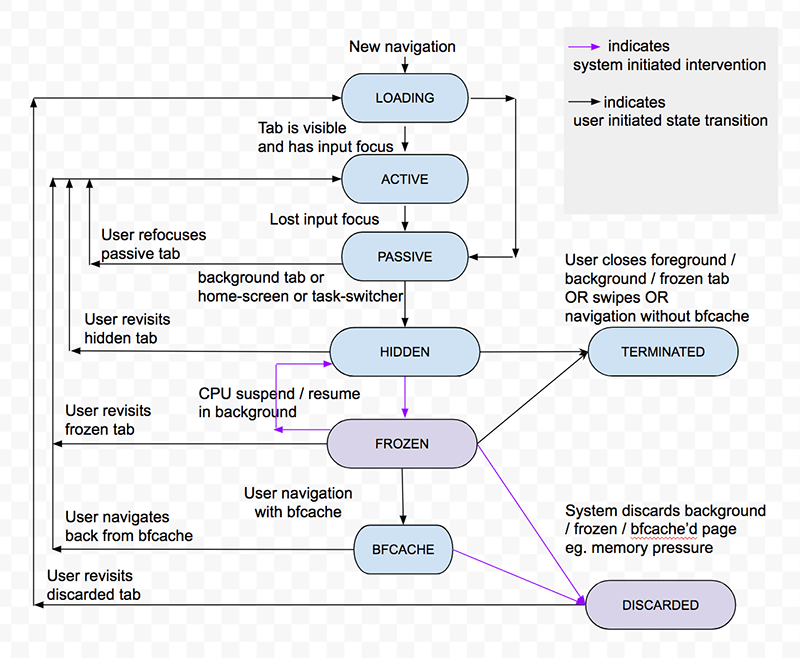 New navigation
indicates
system initiated intervention
indicates
user initiated state transition
LOADING
Tab is visible
and has input focus
ACTIVE
Lost input focus
User refocuses
passive tab
PASSIVE
background tab or
home-screen or task-switcher
User closes foreground /
background / frozen tab
OR swipes OR
navigation without bfcache
User revisits
hidden tab
HIDDEN
TERMINATED
CPU suspend / resume
in background
User revisits
frozen tab
FROZEN
User navigation
with bfcache
User navigates
back from bfcache
BFCACHE
System discards background
/ frozen / bfcache'd page
eg. memory pressure
User revisits
discarded tab
DISCARDED